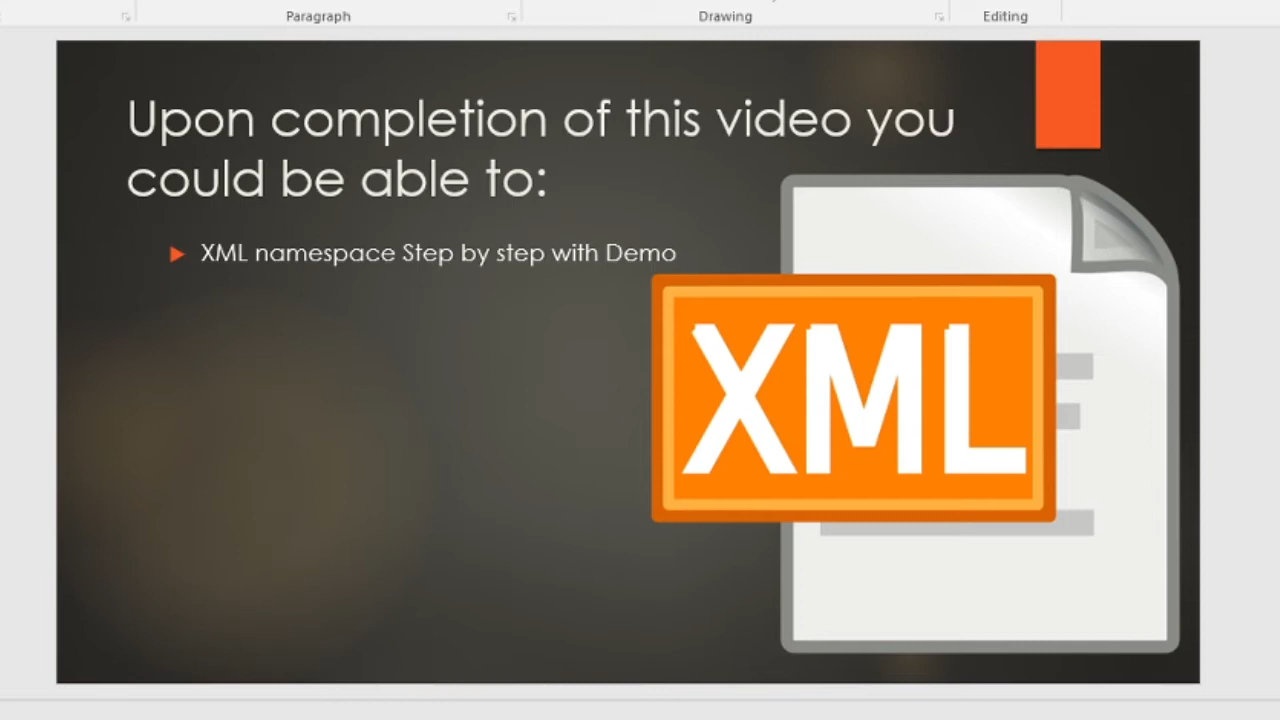 Paragraph
Drawing
Editing
Upon completion of this video you
could be able to:
XML namespace Step by step with Demo
XML